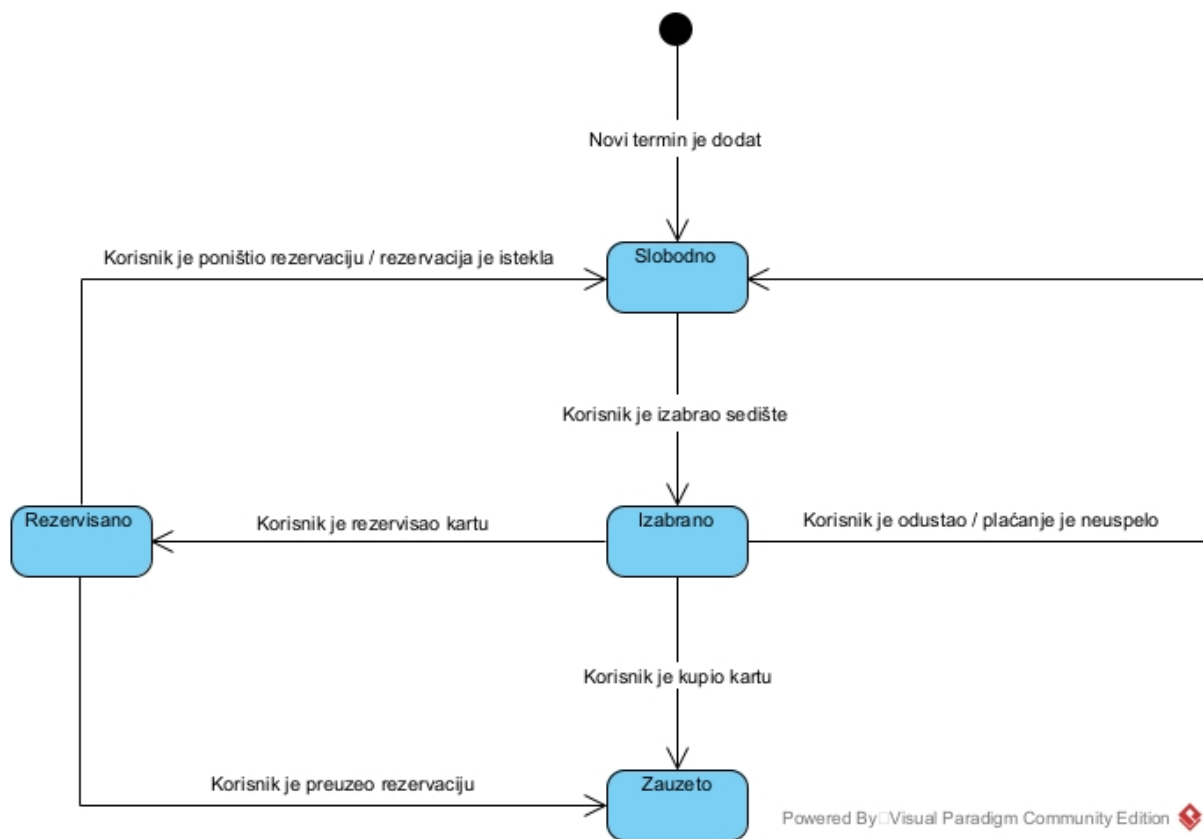 Novi termin je dodat
Korisnik je poništio rezervaciju / rezervacija je istekla
Slobodno
Korisnik je izabrao sedište
Rezervisano
Korisnik je rezervisao kartu
Izabrano
Korisnik je odustao / plaćanje je neuspelo
Korisnik je kupio kartu
Korisnik je preuzeo rezervaciju
Zauzeto
Powered By Visual Paradigm Community Edition